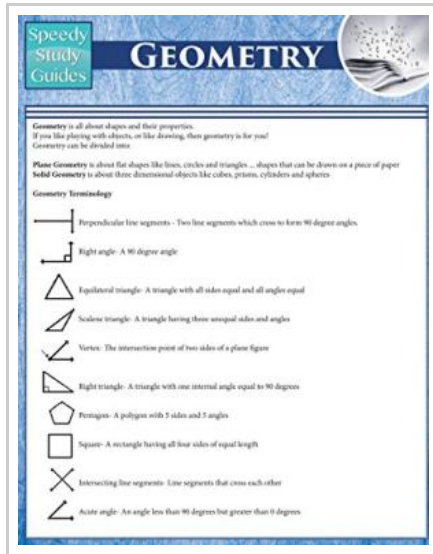 Speedy
Study
Guides
GEOMETRY
Geometry is all about shapes and their properties.
If you like playing with objects, or like drawing, then geometry is for you!
Geometry can be divided into:
Plane Geometry is about flat shapes like lines, circles and triangles ... shapes that can be drawn on a piece of paper
Solid Geometry is about three dimensional objects like cubes, prisms, cylinders and spheres
Geometry Terminology
Perpendicular line segments - Two line segments which cross to form 90 degree angles.
Right angle- A 90 degree angle
Equilateral triangle- A triangle with all sides equal and all angles equal
Scalene triangle- A triangle having three unequal sides and angles
Vertex- The intersection point of two sides of a plane figure
Right triangle- A triangle with one internal angle equal to 90 degrees
Pentagon- A polygon with 5 sides and 5 angles
Square- A rectangle having all four sides of equal length
Intersecting line segments- Line segments that cross each other
Acute angle- An angle less than 90 degrees but greater than 0 degrees